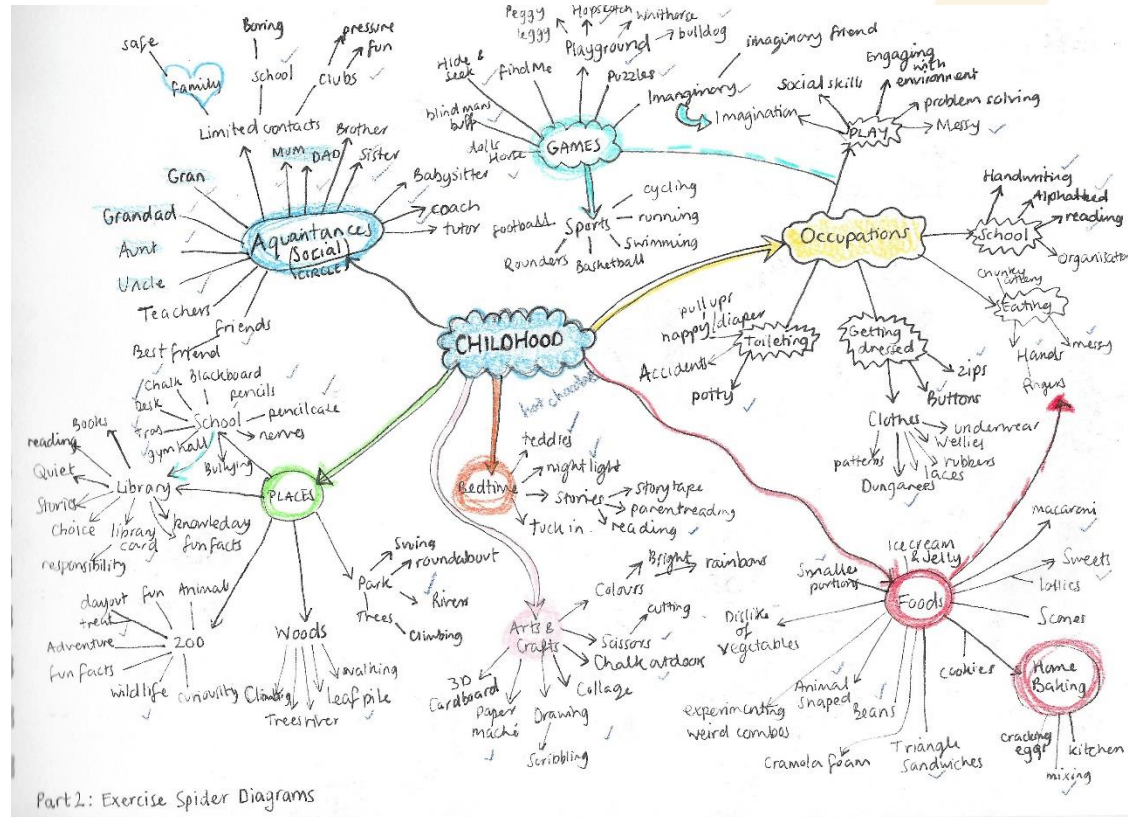 safe
family
Boring
school
pressure
fun
clubs
Limited contacts
MUM
DAD
Brother
Sister
Babysitter
coach
tutor
Gran
Grandad
Aunt
Uncle
Teachers
friends
Best friend
Aquantances
(Social)
CIRCLE
Peggy
leggy
Hopscotch
Whithorse
bulldog
Playground
Hide &
seek
find Me
Puzzles
Imanginory
imaginory friend
Imagination
blind mans
buff
dolls
House
GAMES
football
Sports
cycling
running
Swimming
Basketball
Rounders
Social skills
Engaging
with
environment
problem solving
Messy
PLAY
Occupations
Handwriting
Alphabted
reading
School
organisation
chunky
cutlery
Eating
messy
Hands
fingers
pull ups
nappy/diaper
Toileting
Accidents
potty
Getting
dressed
zips
Buttons
Clothes
underwear
wellies
rubbers
laces
Dungarees
patterns
CHILDHOOD
hot chocolate
Chalk
Blackboard
pencils
Desk
pencilcase
School
nerves
gym hall
Bullying
Books
reading
Quiet
Library
Stories
Choice
library
card
responsibility
knowleday
fun facts
PLACES
dayout
treat
fun
Animals
Adventure
ZOO
fun facts
wildlife
curiosity
Woods
Climbing
Trees
river
leaf pile
walking
Park
Swing
roundabout
Rivers
Trees
Climbing
Bedtime
teddies
night light
Stories
Story tape
parent reading
reading
tuck in
Arts &
Crafts
Colours
Bright
rainbows
Scissors
cutting
Chalk outdoors
Collage
Drawing
Scribbling
Paper
maché
3D
Cardboard
Ice cream
& Jelly
Smaller
portions
Foods
Dislike
of
vegetables
macaroni
Sweets
lollies
Scones
cookies
Home
Baking
cracking
eggs
mixing
kitchen
Animal
shaped
Beans
experimenting
weird combos
Cramola foam
Triangle
Sandwiches
Part 2: Exercise Spider Diagrams